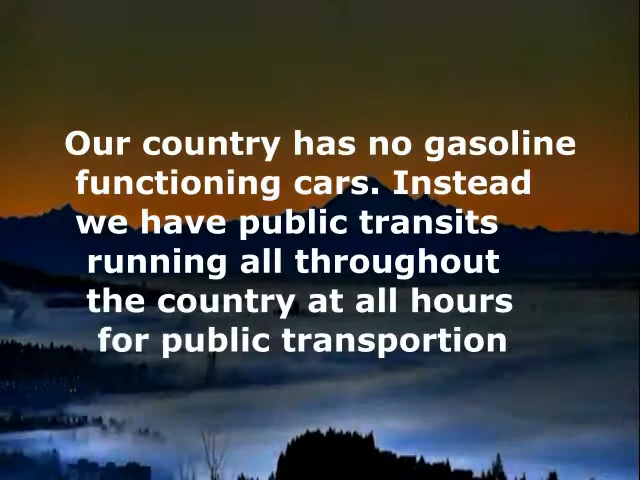 Our country has no gasoline
functioning cars. Instead
we have public transits
running all throughout
the country at all hours
for public transportion